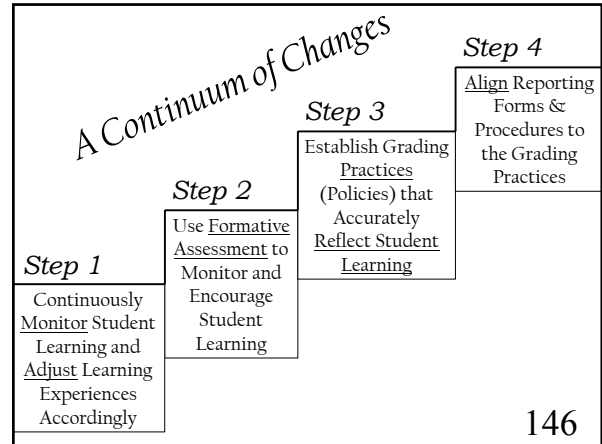 A Continuum of Changes
Step 1
Continuously
Monitor Student
Learning and
Adjust Learning
Experiences
Accordingly
Step 2
Use Formative
Assessment to
Monitor and
Encourage
Student
Learning
Step 3
Establish Grading
Practices
(Policies) that
Accurately
Reflect Student
Learning
Step 4
Align Reporting
Forms &
Procedures to
the Grading
Practices
146